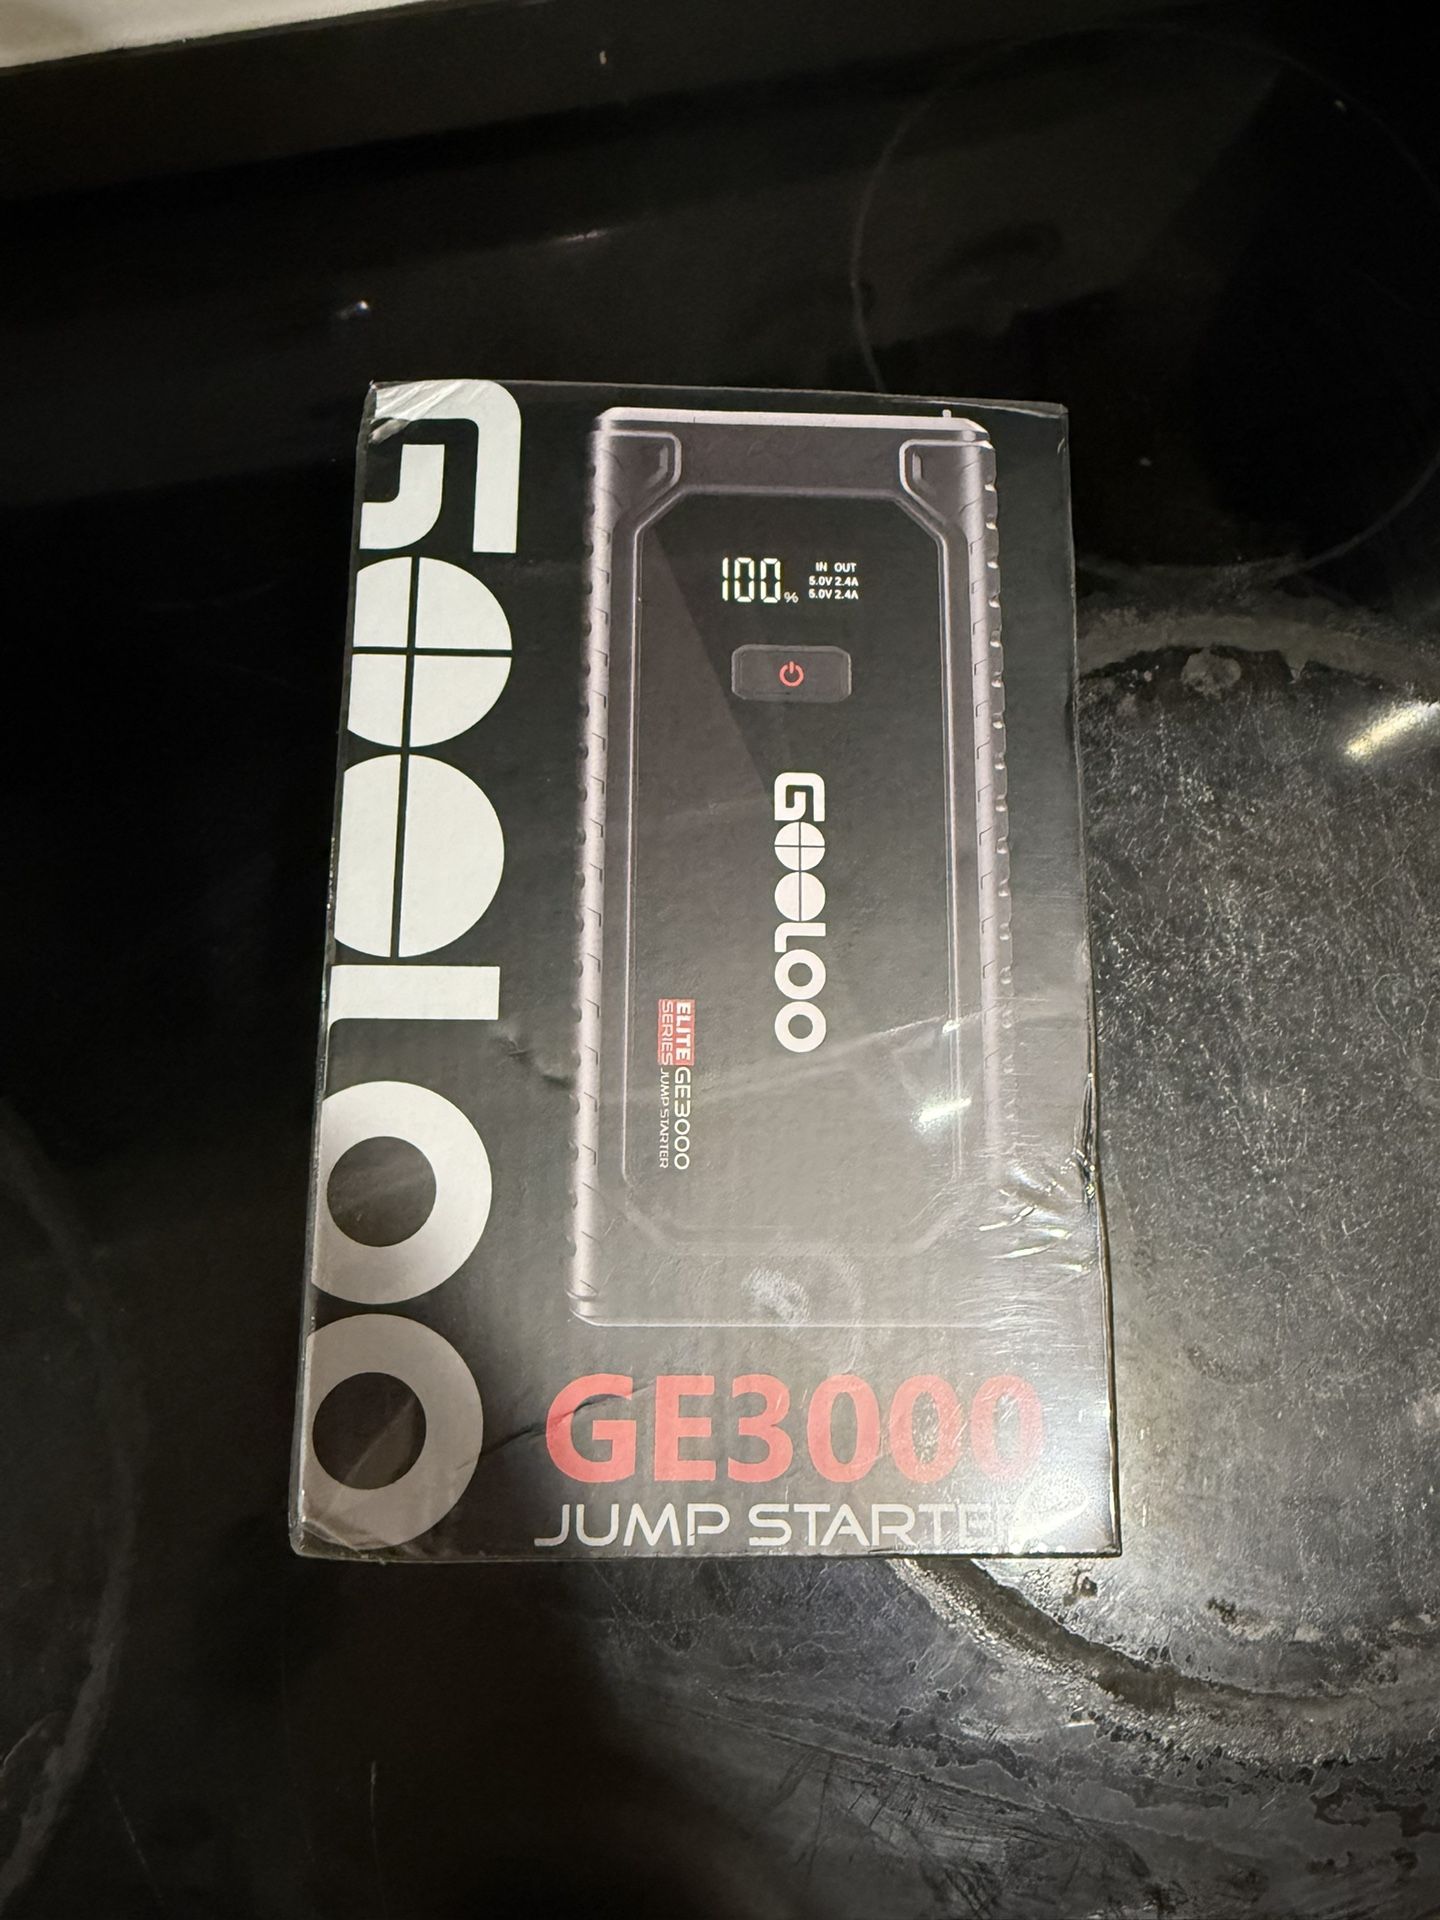 GOOLOO
100%
IN OUT
5.0V 2.4A
5.0V 2.4A
GOOLOO
ELITE GE3000
SERIES JUMP STARTER
GE3000
JUMP STARTER